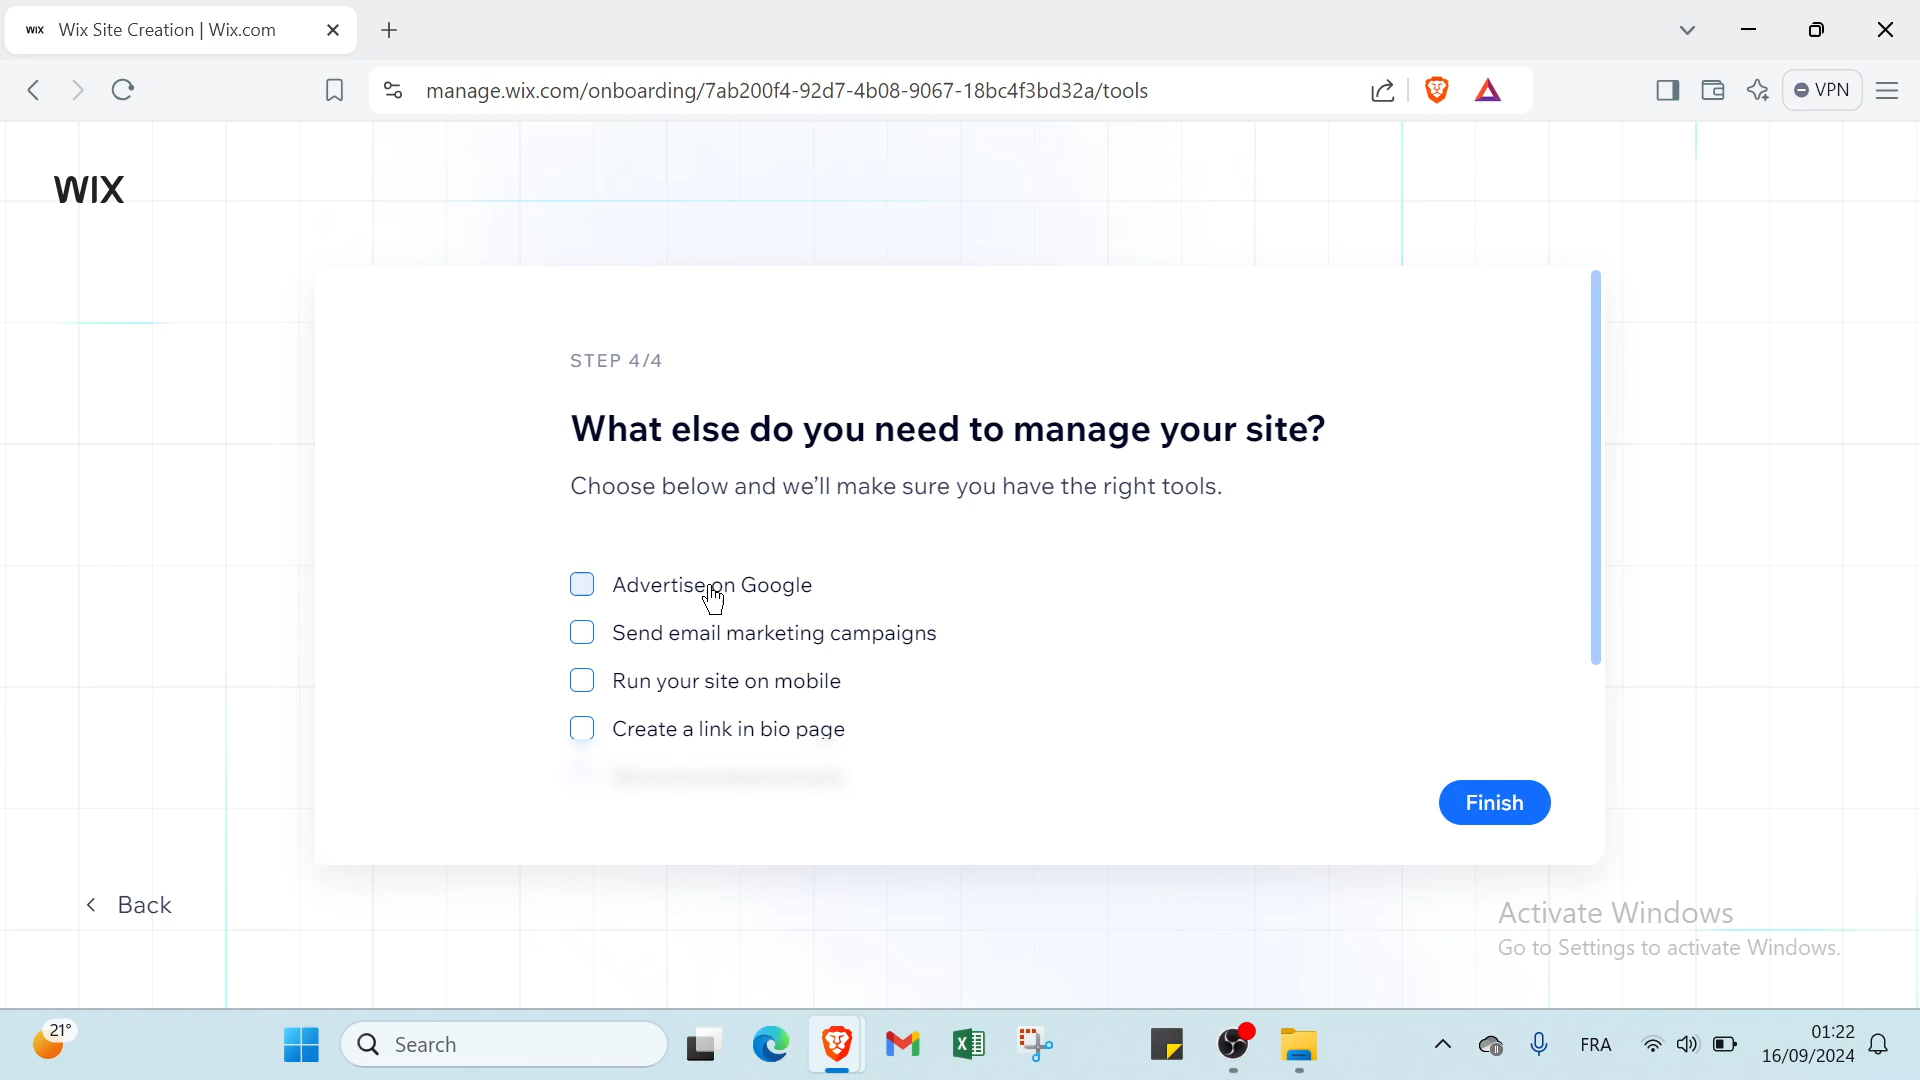 WIX Wix Site Creation | Wix.com
manage.wix.com/onboarding/7ab200f4-92d7-4b08-9067-18bc4f3bd32a/tools
VPN
WIX
STEP 4/4
What else do you need to manage your site?
Choose below and we'll make sure you have the right tools.
Advertise on Google
Send email marketing campaigns
Run your site on mobile
Create a link in bio page
Finish
Back
Activate Windows
Go to Settings to activate Windows.
21°
Search
FRA
01:22
16/09/2024